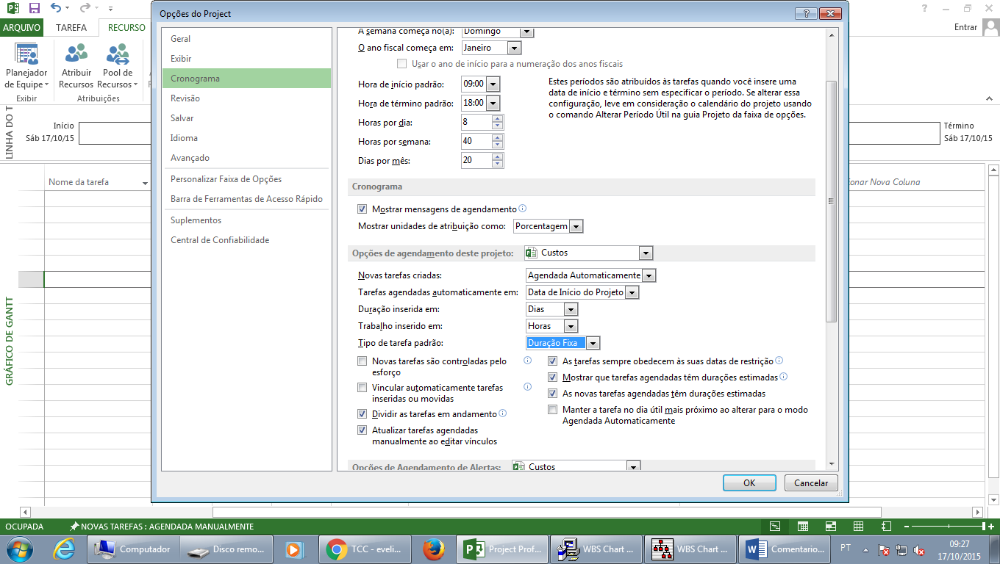 Opções do Project
ARQUIVO TAREFA RECURSO
Entrar
Planejador de Equipe
Atribuir Recursos
Pool de Recursos
Exibir
Atribuições
LINHA DO T
Início
Sáb 17/10/15
Término
Sáb 17/10/15
Nome da tarefa
ionar Nova Coluna
GRÁFICO DE GANTT
Geral
Exibir
Cronograma
Revisão
Salvar
Idioma
Avançado
Personalizar Faixa de Opções
Barra de Ferramentas de Acesso Rápido
Suplementos
Central de Confiabilidade
A semana começa no(a): Domingo
O ano fiscal começa em: Janeiro
Usar o ano de início para a numeração dos anos fiscais
Hora de início padrão: 09:00
Hora de término padrão: 18:00
Horas por dia: 8
Horas por semana: 40
Dias por mês: 20
Estes períodos são atribuídos às tarefas quando você insere uma
data de início e término sem especificar o período. Se alterar essa
configuração, leve em consideração o calendário do projeto usando
o comando Alterar Período Útil na guia Projeto da faixa de opções.
Cronograma
Mostrar mensagens de agendamento
Mostrar unidades de atribuição como: Porcentagem
Opções de agendamento deste projeto: Custos
Novas tarefas criadas: Agendada Automaticamente
Tarefas agendadas automaticamente em: Data de Início do Projeto
Duração inserida em: Dias
Trabalho inserido em: Horas
Tipo de tarefa padrão: Duração Fixa
Novas tarefas são controladas pelo
esforço
Vincular automaticamente tarefas
inseridas ou movidas
Dividir as tarefas em andamento
Atualizar tarefas agendadas
manualmente ao editar vínculos
As tarefas sempre obedecem às suas datas de restrição
Mostrar que tarefas agendadas têm durações estimadas
As novas tarefas agendadas têm durações estimadas
Manter a tarefa no dia útil mais próximo ao alterar para o modo
Agendada Automaticamente
Opções de Agendamento de Alertas: Custos
OK Cancelar
OCUPADA NOVAS TAREFAS : AGENDADA MANUALMENTE
Computador
Disco remo...
TCC - eveli...
Project Prof...
WBS Chart ...
WBS Chart ...
Comentario...
PT
09:27
17/10/2015